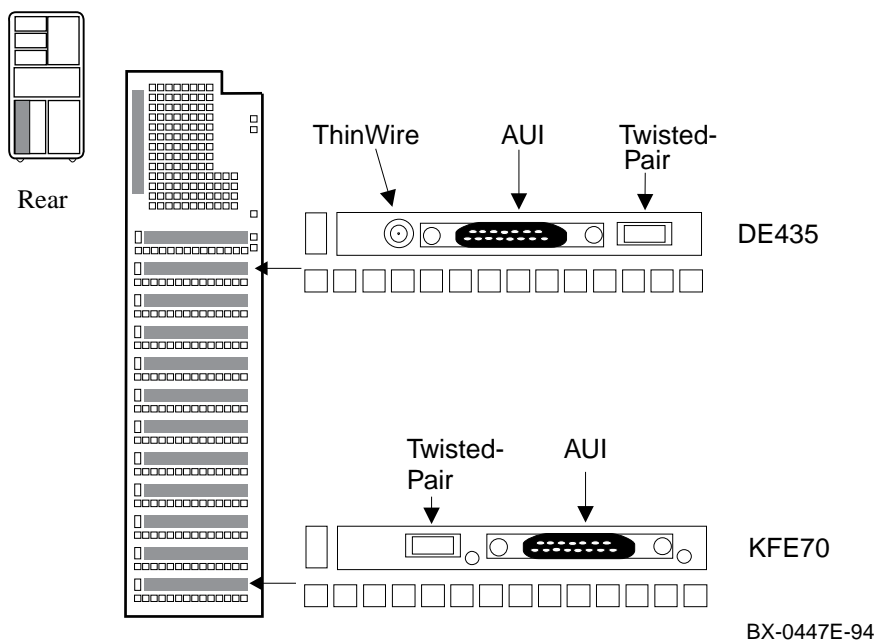 Rear
ThinWire
AUI
Twisted-
Pair
DE435
Twisted-
Pair
AUI
KFE70
BX-0447E-94